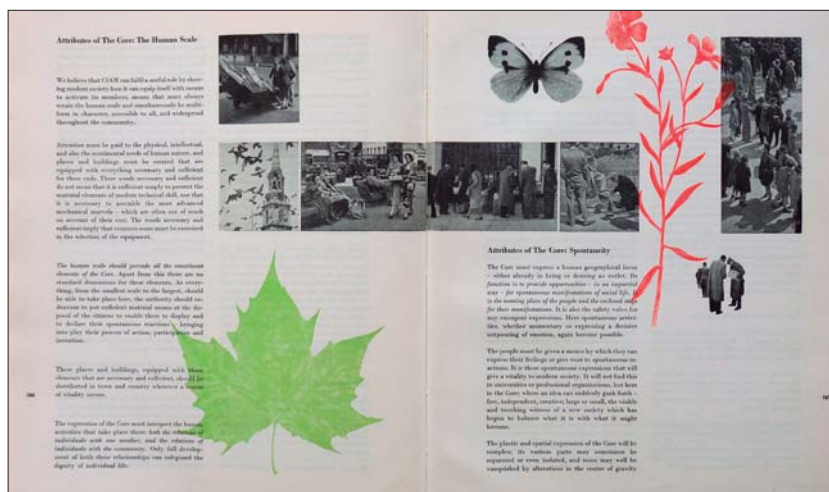 Attributes of The Core: The Human Scale
We believe that CIAM can fulfil a useful role by show-
ing modern society how it can equip itself with means
to activate its members, means that must always
retain the human scale and simultaneously be multi-
form in character, accessible to all, and widespread
throughout the community.
Attention must be paid to the physical, intellectual,
and also the sentimental needs of human nature, and
places and buildings must be created that are
equipped with everything necessary and sufficient
for these ends. These words necessary and sufficient
do not mean that it is sufficient simply to present the
material elements of modern technical skill, nor that
it is necessary to assemble the most advanced
mechanical marvels – which are often out of reach
on account of their cost. The words necessary and
sufficient imply that common sense must be exercised
in the selection of the equipment.
The human scale should pervade all the constituent
elements of the Core. Apart from this there are no
standard dimensions for these elements. As every-
thing, from the smallest scale to the largest, should
be able to take place here, the authority should en-
deavour to put sufficient material means at the dis-
posal of the citizens to enable them to display and
to declare their spontaneous reactions – bringing
into play their powers of action, participation and
invention.
These places and buildings, equipped with those
elements that are necessary and sufficient, should be
distributed in town and country wherever a centre
of vitality occurs.
The expression of the Core must interpret the human
activities that take place there: both the relations of
individuals with one another, and the relations of
individuals with the community. Only full develop-
ment of both these relationships can safeguard the
dignity of individual life.
Attributes of The Core: Spontaneity
The Core must express a human geographical focus
– either already in being or desiring an outlet; Its
function is to provide opportunities – in an impartial
way – for spontaneous manifestations of social life. It
is the meeting place of the people and the enclosed stage
for their manifestations. It is also the safety valve for
any emergent expressions. Here spontaneous activi-
ties, whether momentary or expressing a decisive
outpouring of emotion, again become possible.
The people must be given a means by which they can
express their feelings or give vent to spontaneous re-
actions. It is these spontaneous expressions that will
give a vitality to modern society. It will not find this
in universities or professional organisations, but here
in the Core; where an idea can suddenly gush forth –
free, independent, creative; large or small, the visible
and touching witness of a new society which has
begun to balance what it is with what it might
become.
The plastic and spatial expression of the Core will be
complex; its various parts may sometimes be
separated or even isolated, and some may well be
vanquished by alterations in the centre of gravity